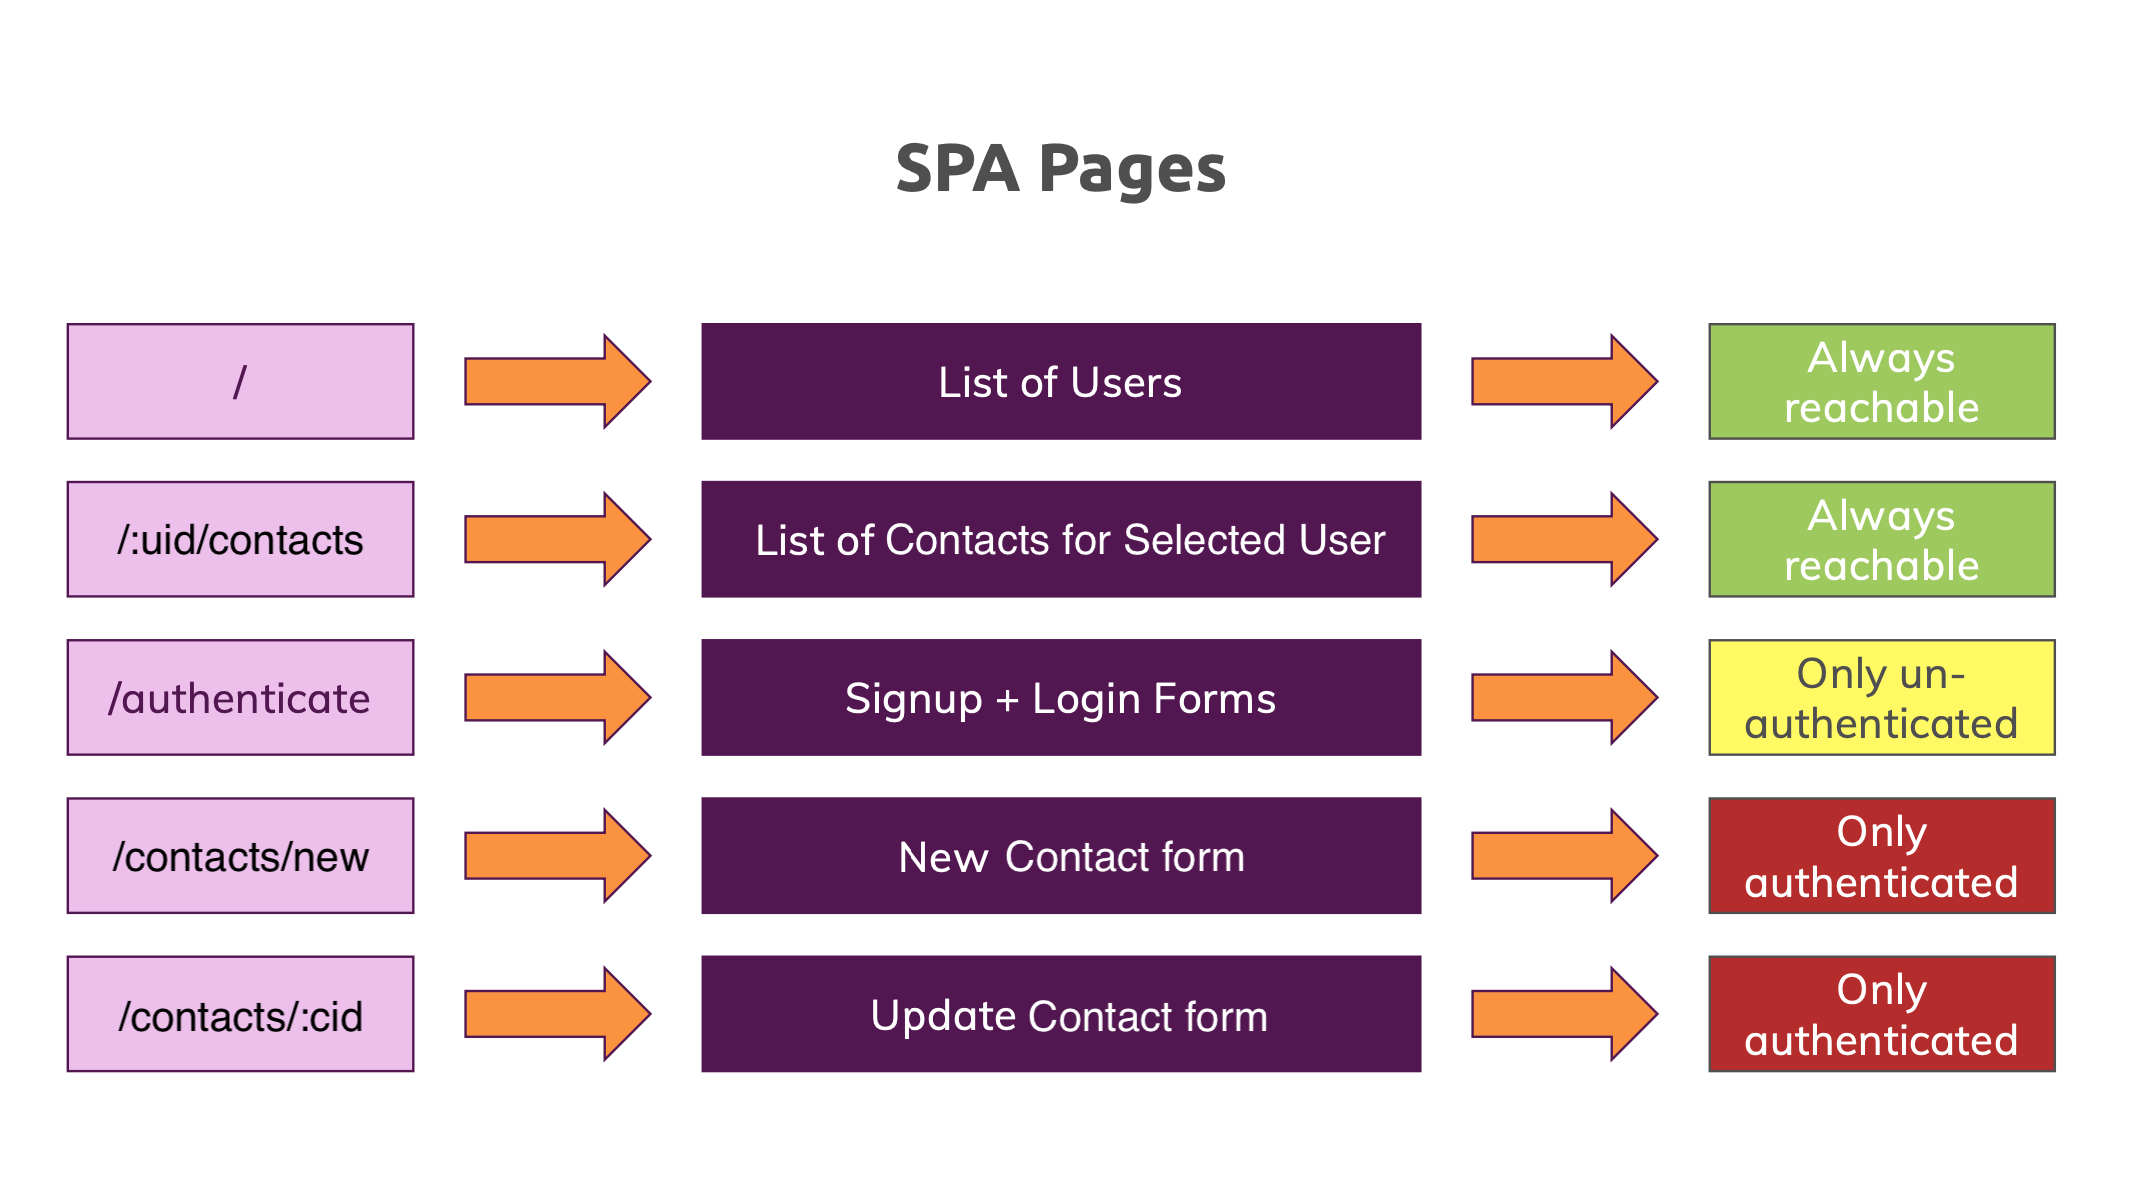 SPA Pages
/
List of Users
Always
reachable
/:uid/contacts
List of Contacts for Selected User
Always
reachable
/authenticate
Signup + Login Forms
Only un-
authenticated
/contacts/new
New Contact form
Only
authenticated
/contacts/:cid
Update Contact form
Only
authenticated